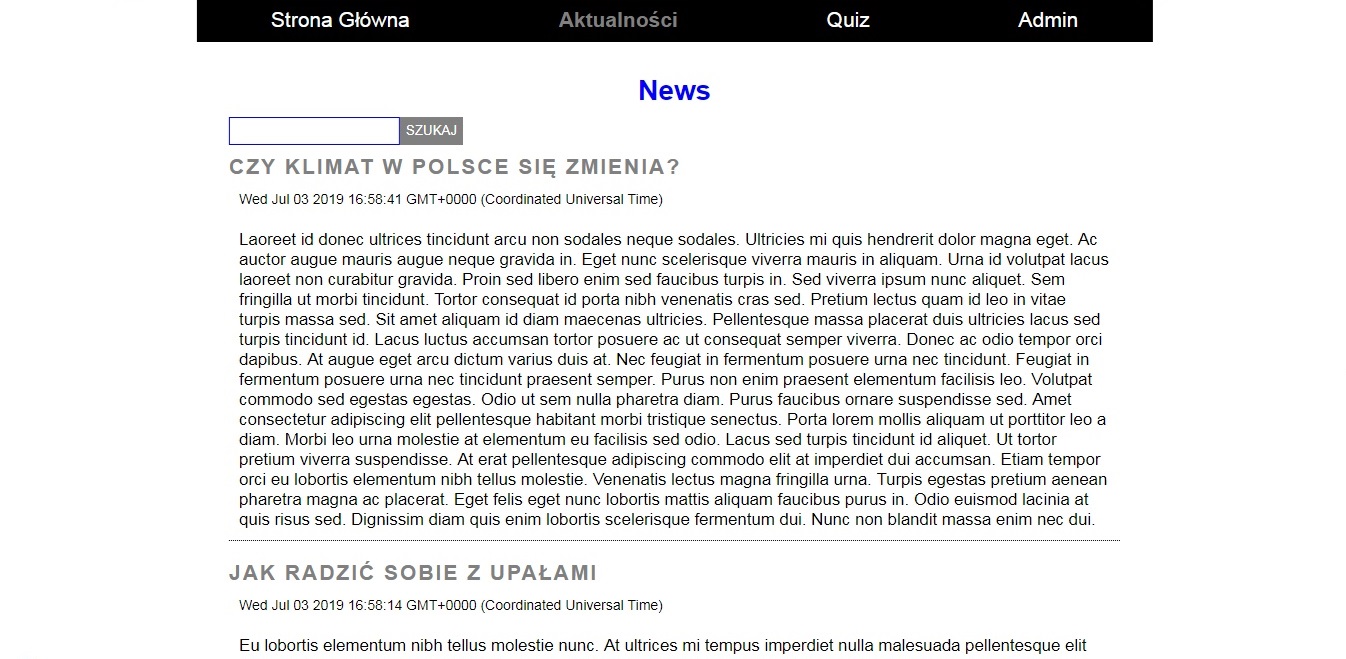 Strona Główna Aktualności Quiz Admin
News
SZUKAJ
CZY KLIMAT W POLSCE SIĘ ZMIENIA?
Wed Jul 03 2019 16:58:41 GMT+0000 (Coordinated Universal Time)
Laoreet id donec ultrices tincidunt arcu non sodales neque sodales. Ultricies mi quis hendrerit dolor magna eget. Ac
auctor augue mauris augue neque gravida in. Eget nunc scelerisque viverra mauris in aliquam. Urna id volutpat lacus
laoreet non curabitur gravida. Proin sed libero enim sed faucibus turpis in. Sed viverra ipsum nunc aliquet. Sem
fringilla ut morbi tincidunt. Tortor consequat id porta nibh venenatis cras sed. Pretium lectus quam id leo in vitae
turpis massa sed. Sit amet aliquam id diam maecenas ultricies. Pellentesque massa placerat duis ultricies lacus sed
turpis tincidunt id. Lacus luctus accumsan tortor posuere ac ut consequat semper viverra. Donec ac odio tempor orci
dapibus. At augue eget arcu dictum varius duis at. Nec feugiat in fermentum posuere urna nec tincidunt. Feugiat in
fermentum posuere urna nec tincidunt praesent semper. Purus non enim praesent elementum facilisis leo. Volutpat
commodo sed egestas egestas. Odio ut sem nulla pharetra diam. Purus faucibus ornare suspendisse sed. Amet
consectetur adipiscing elit pellentesque habitant morbi tristique senectus. Porta lorem mollis aliquam ut porttitor leo a
diam. Morbi leo urna molestie at elementum eu facilisis sed odio. Lacus sed turpis tincidunt id aliquet. Ut tortor
pretium viverra suspendisse. At erat pellentesque adipiscing commodo elit at imperdiet dui accumsan. Etiam tempor
orci eu lobortis elementum nibh tellus molestie. Venenatis lectus magna fringilla urna. Turpis egestas pretium aenean
pharetra magna ac placerat. Eget felis eget nunc lobortis mattis aliquam faucibus purus in. Odio euismod lacinia at
quis risus sed. Dignissim diam quis enim lobortis scelerisque fermentum dui. Nunc non blandit massa enim nec dui.
JAK RADZIĆ SOBIE Z UPAŁAMI
Wed Jul 03 2019 16:58:14 GMT+0000 (Coordinated Universal Time)
Eu lobortis elementum nibh tellus molestie nunc. At ultrices mi tempus imperdiet nulla malesuada pellentesque elit